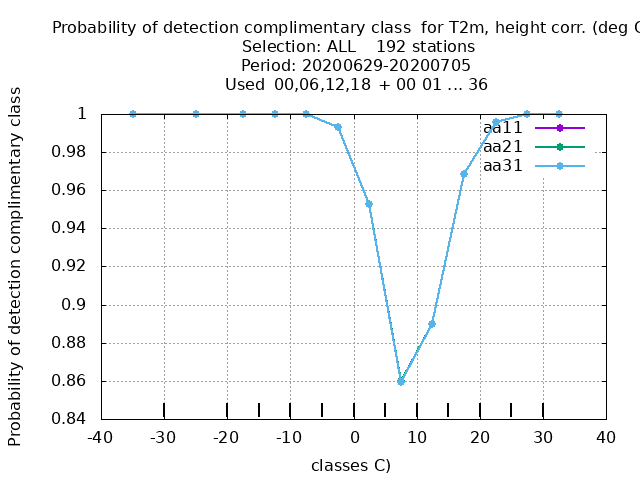 Probability of detection complimentary class  for T2m, height corr. (deg C
Selection: ALL    192 stations
Period: 20200629-20200705
Used  00,06,12,18 + 00 01 ... 36
Probability of detection complimentary class
1
0.98
0.96
0.94
0.92
0.9
0.88
0.86
0.84
aa11
aa21
aa31
-40 -30 -20 -10 0 10 20 30 40
classes C)